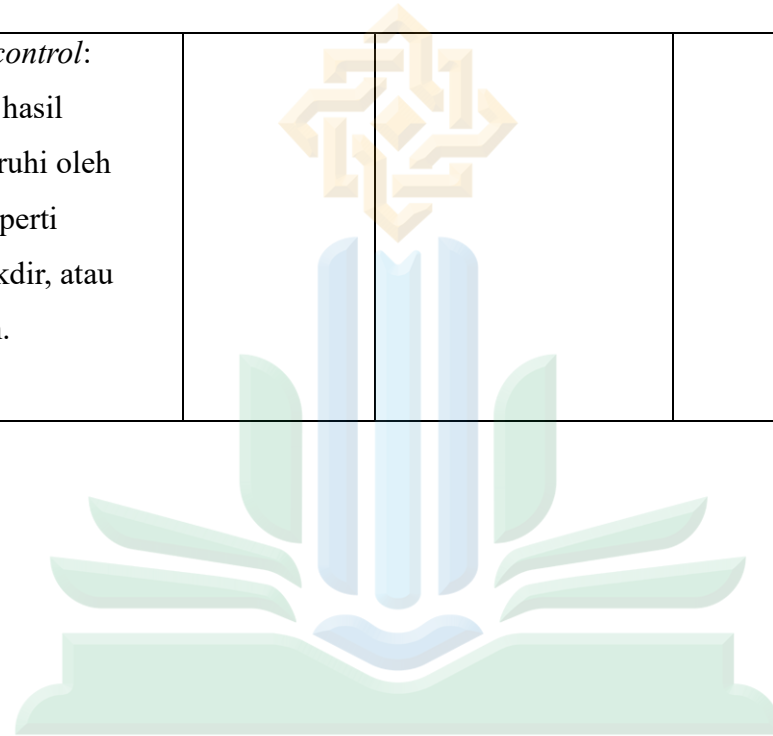 control:
hasil
ruhi oleh
perti
kdir, atau
.